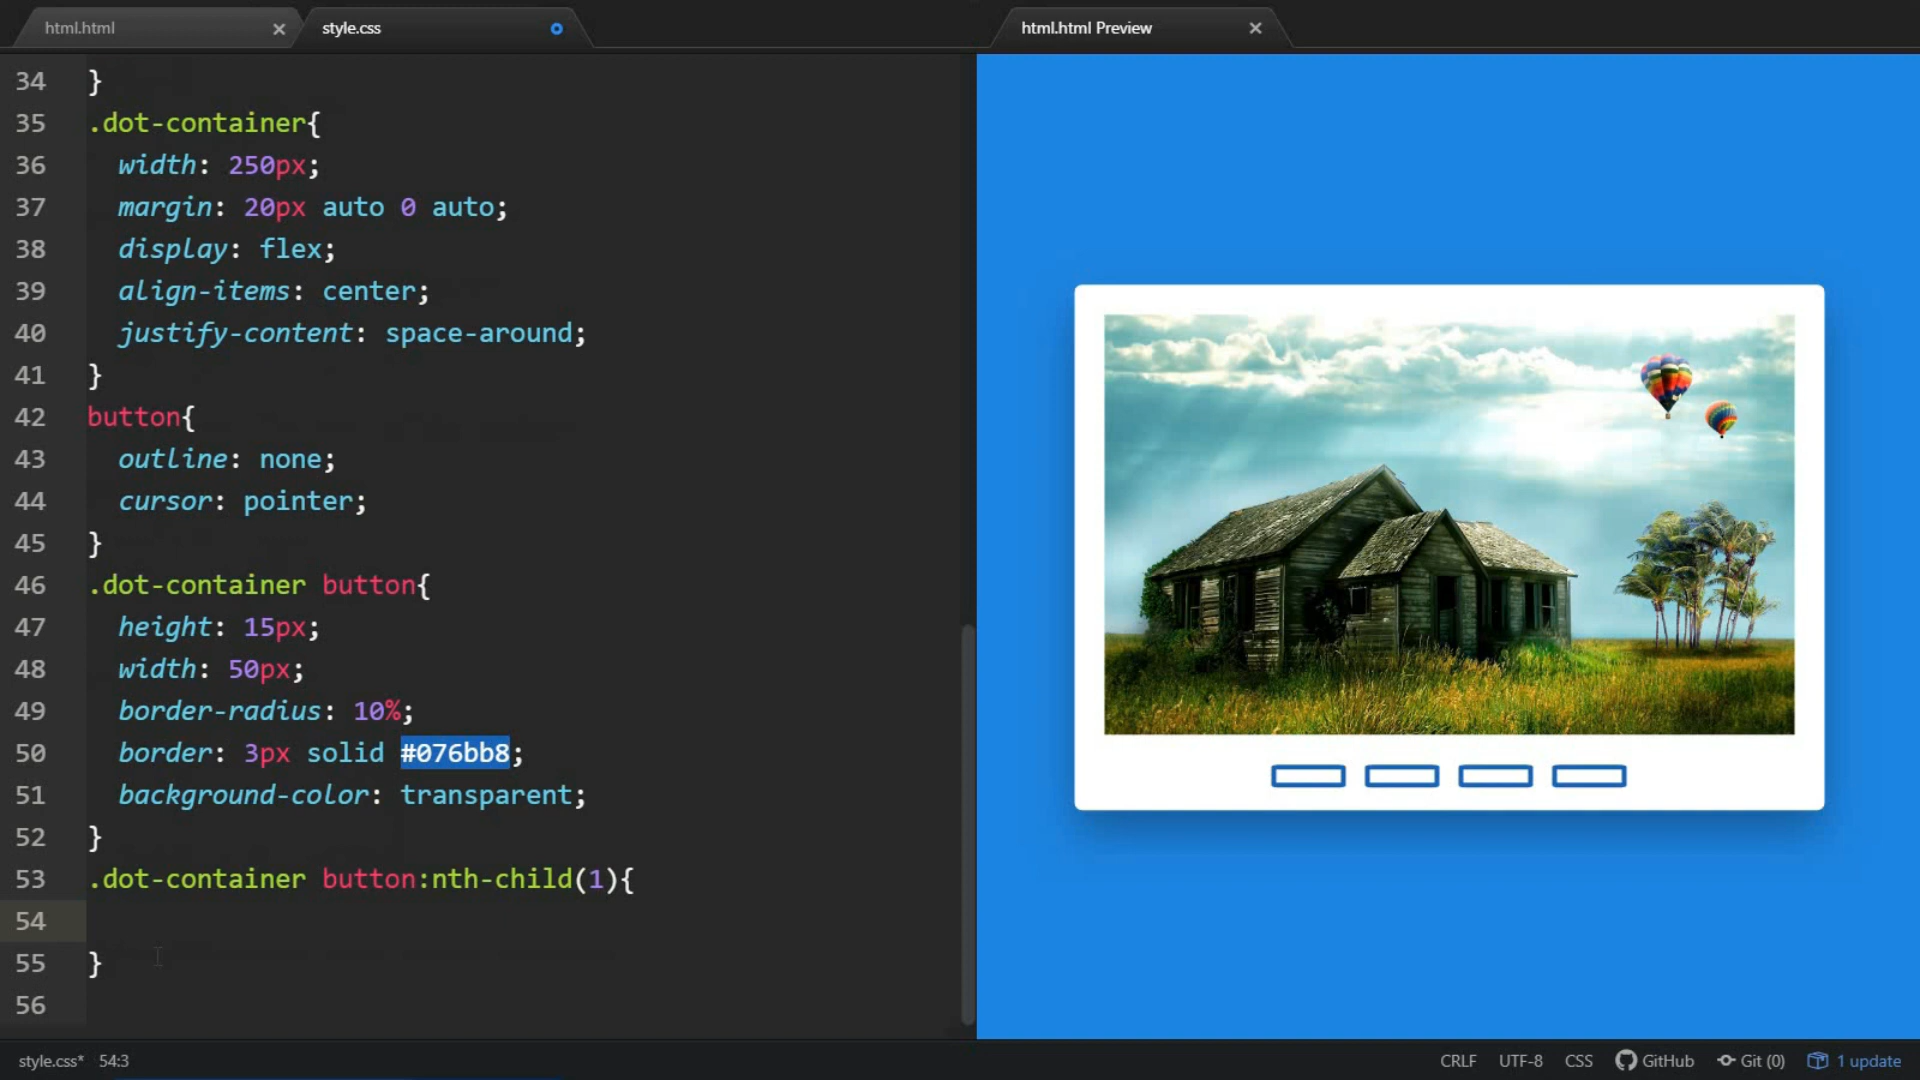 html.html
style.css
html.html Preview
34 }
35 .dot-container{
36 width: 250px;
37 margin: 20px auto 0 auto;
38 display: flex;
39 align-items: center;
40 justify-content: space-around;
41 }
42 button{
43 outline: none;
44 cursor: pointer;
45 }
46 .dot-container button{
47 height: 15px;
48 width: 50px;
49 border-radius: 10%;
50 border: 3px solid #076bb8;
51 background-color: transparent;
52 }
53 .dot-container button:nth-child(1){
54
55 }
56
style.css* 54:3 CRLF UTF-8 CSS GitHub Git (0) 1 update